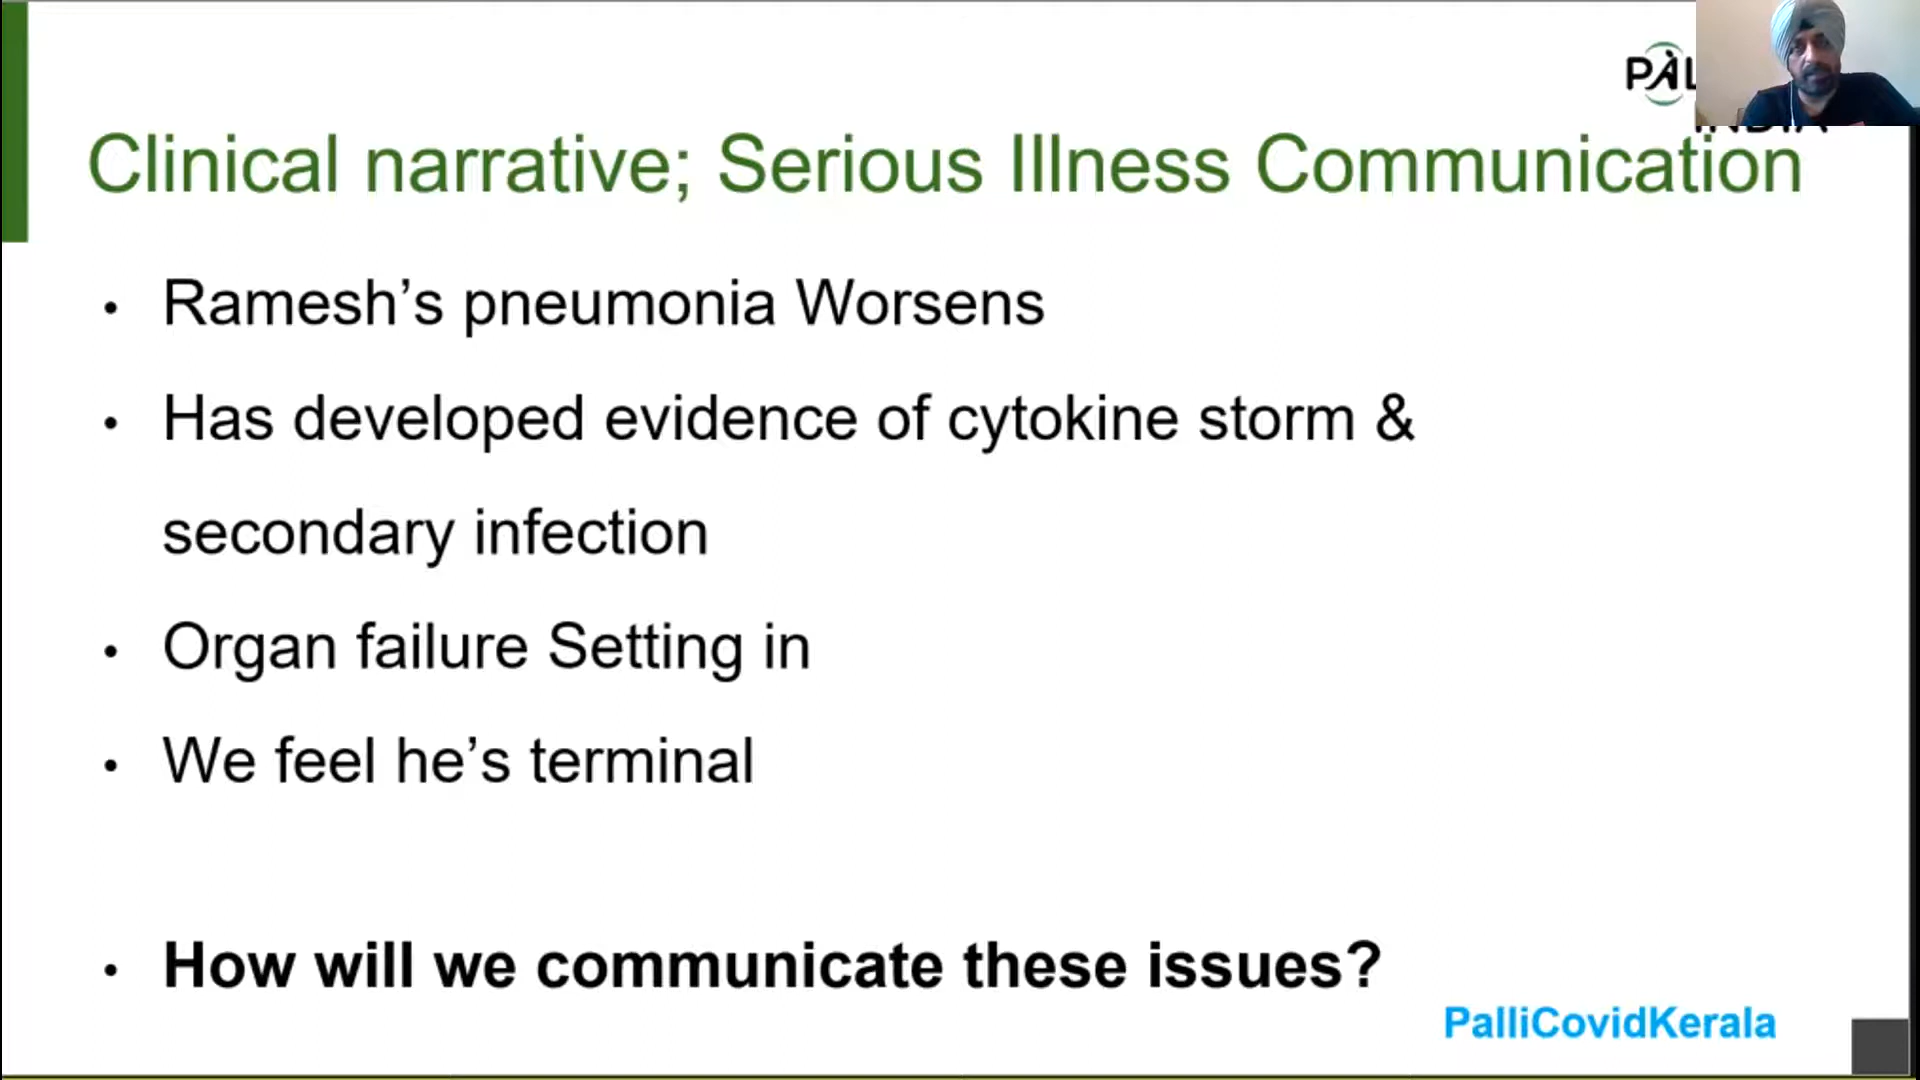 Clinical narrative; Serious Illness Communication
• Ramesh’s pneumonia Worsens
• Has developed evidence of cytokine storm &
secondary infection
• Organ failure Setting in
• We feel he’s terminal
• How will we communicate these issues?
PalliCovidKerala